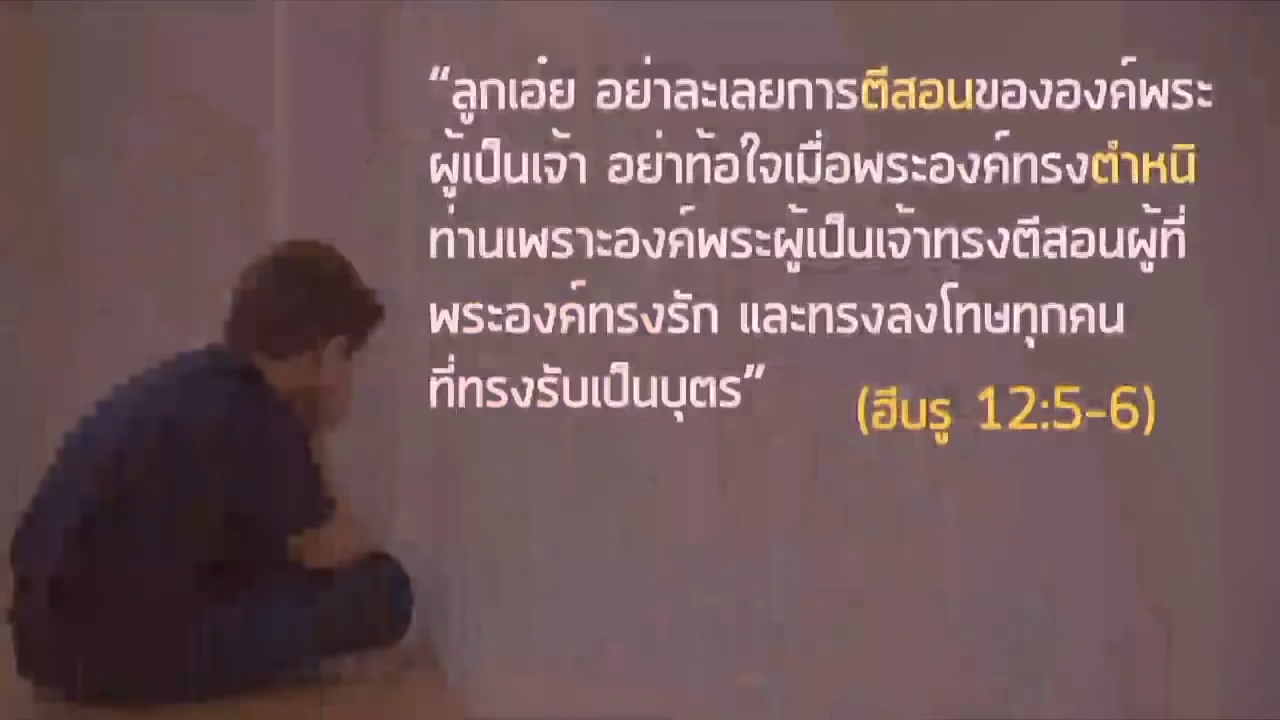 “ลูกเอ๋ย อย่าละเลยการตีสอนขององค์พระ
ผู้เป็นเจ้า อย่าท้อใจเมื่อพระองค์ทรงตำหนิ
ท่านเพราะองค์พระผู้เป็นเจ้าทรงตีสอนผู้ที่
พระองค์ทรงรัก และทรงลงโทษทุกคน
ที่ทรงรับเป็นบุตร”
(ฮีบรู 12:5-6)